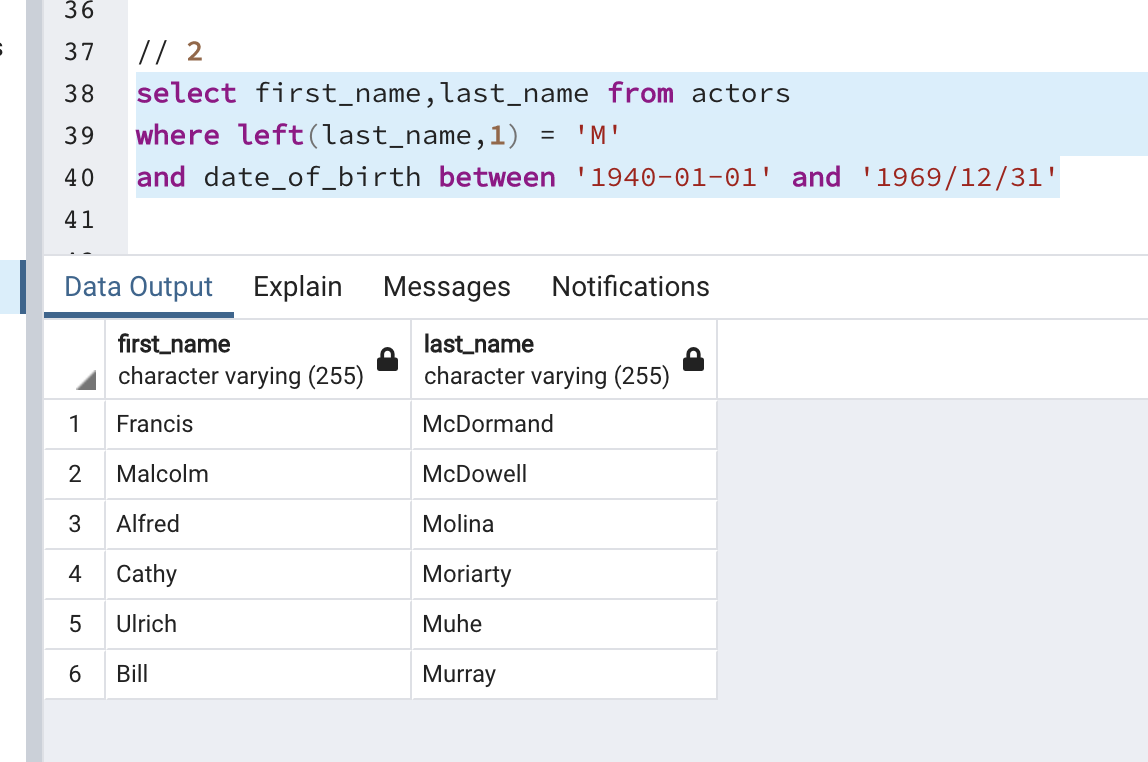 36
37 // 2
38 select first_name,last_name from actors
39 where left(last_name,1) = 'M'
40 and date_of_birth between '1940-01-01' and '1969/12/31'
41
Data Output Explain Messages Notifications
first_name last_name
character varying (255) character varying (255)
1 Francis McDormand
2 Malcolm McDowell
3 Alfred Molina
4 Cathy Moriarty
5 Ulrich Muhe
6 Bill Murray